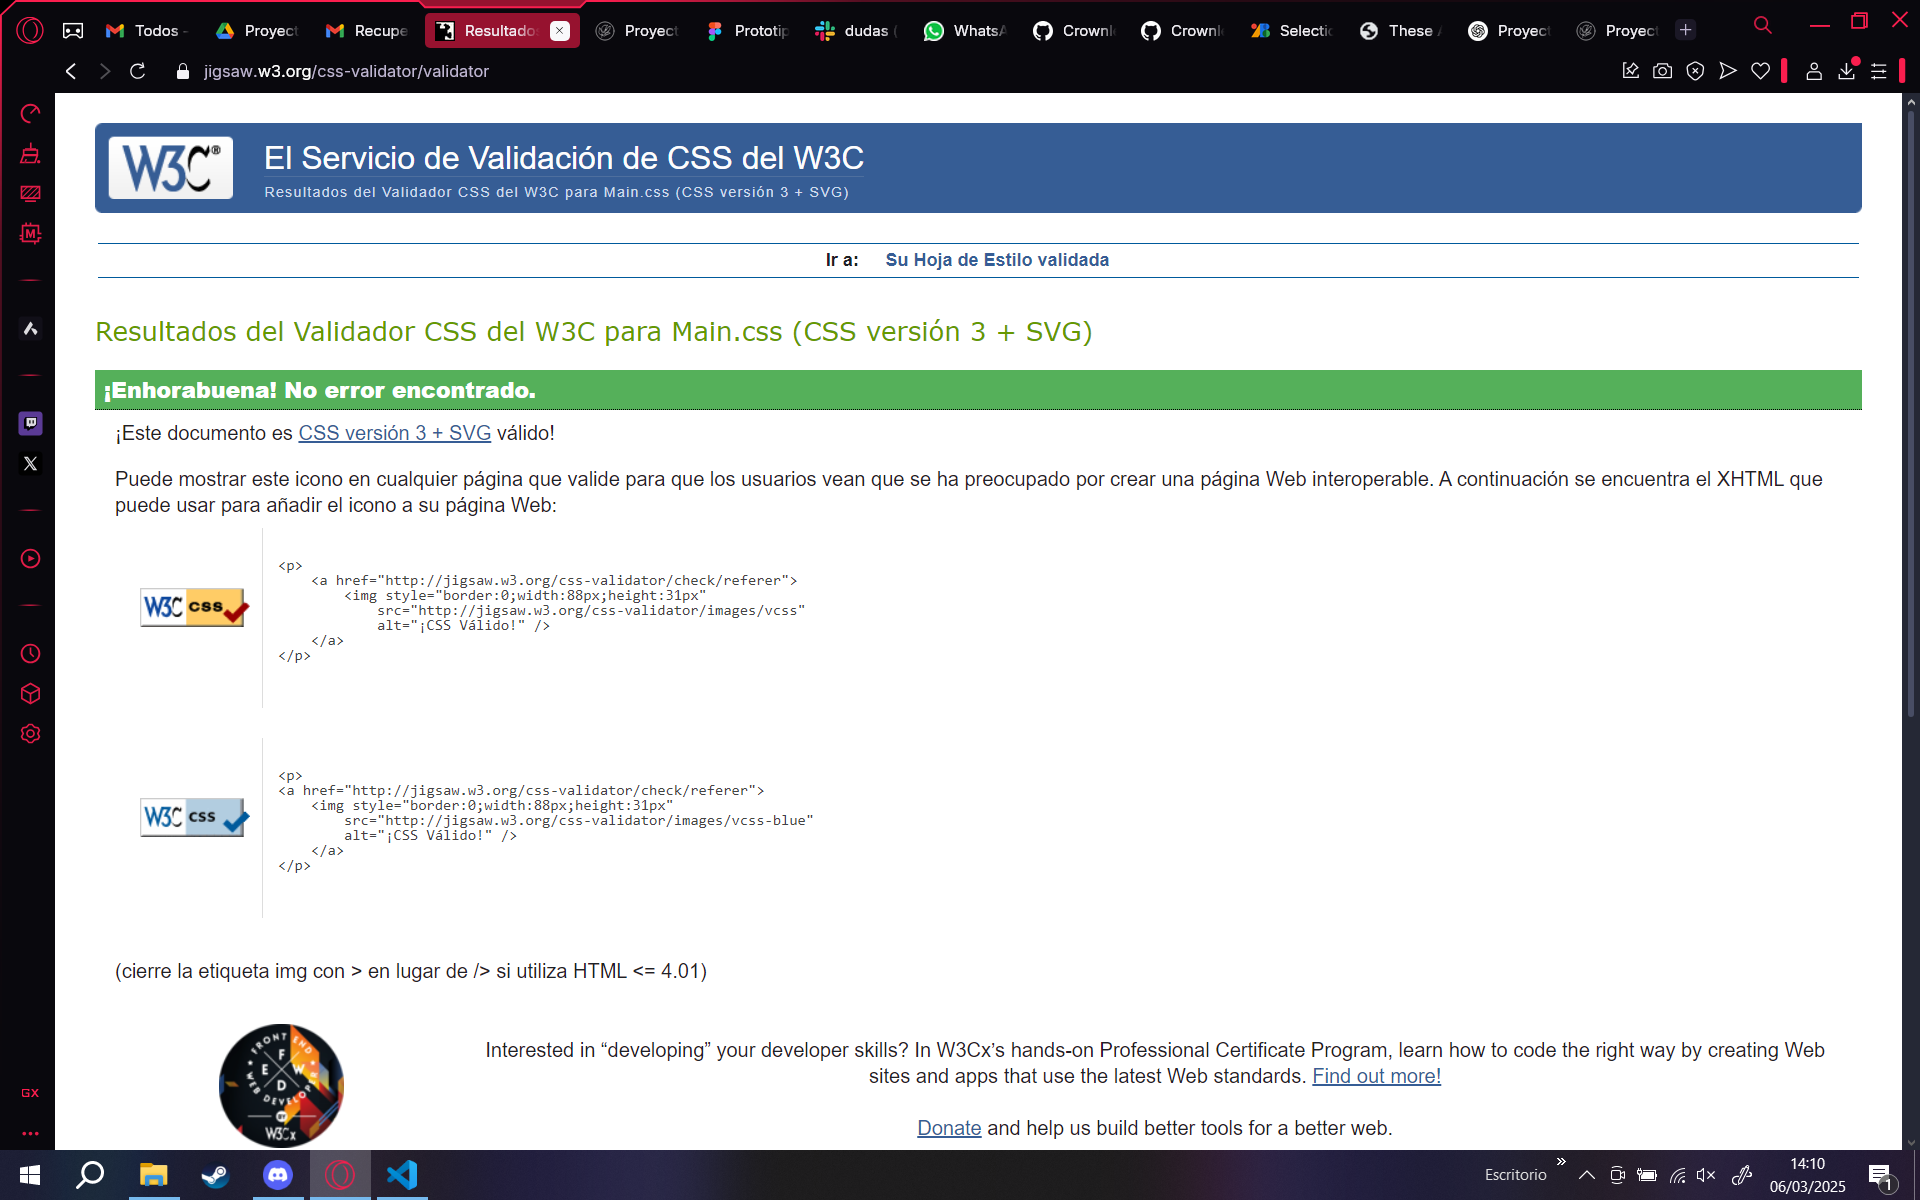 Todos -
Proyect
Recupe
Resultado
Proyect
Prototip
dudas (
WhatsA
Crownl
Crownl
Selectio
These A
Proyect
Proyect
jigsaw.w3.org/css-validator/validator
W3C®
El Servicio de Validación de CSS del W3C
Resultados del Validador CSS del W3C para Main.css (CSS versión 3 + SVG)
Ir a: Su Hoja de Estilo validada
Resultados del Validador CSS del W3C para Main.css (CSS versión 3 + SVG)
¡Enhorabuena! No error encontrado.
¡Este documento es CSS versión 3 + SVG válido!
Puede mostrar este icono en cualquier página que valide para que los usuarios vean que se ha preocupado por crear una página Web interoperable. A continuación se encuentra el XHTML que
puede usar para añadir el icono a su página Web:
W3C css
<p>
<a href="http://jigsaw.w3.org/css-validator/check/referer">
<img style="border:0;width:88px;height:31px"
src="http://jigsaw.w3.org/css-validator/images/vcss"
alt="¡CSS Válido!" />
</a>
</p>
W3C css
<p>
<a href="http://jigsaw.w3.org/css-validator/check/referer">
<img style="border:0;width:88px;height:31px"
src="http://jigsaw.w3.org/css-validator/images/vcss-blue"
alt="¡CSS Válido!" />
</a>
</p>
(cierre la etiqueta img con > en lugar de /> si utiliza HTML <= 4.01)
FRONT END
F E W D
WEB DEVELOPER
BY
W3Cx
Interested in “developing” your developer skills? In W3Cx’s hands-on Professional Certificate Program, learn how to code the right way by creating Web
sites and apps that use the latest Web standards. Find out more!
Donate and help us build better tools for a better web.
GX
Escritorio
14:10
06/03/2025
1